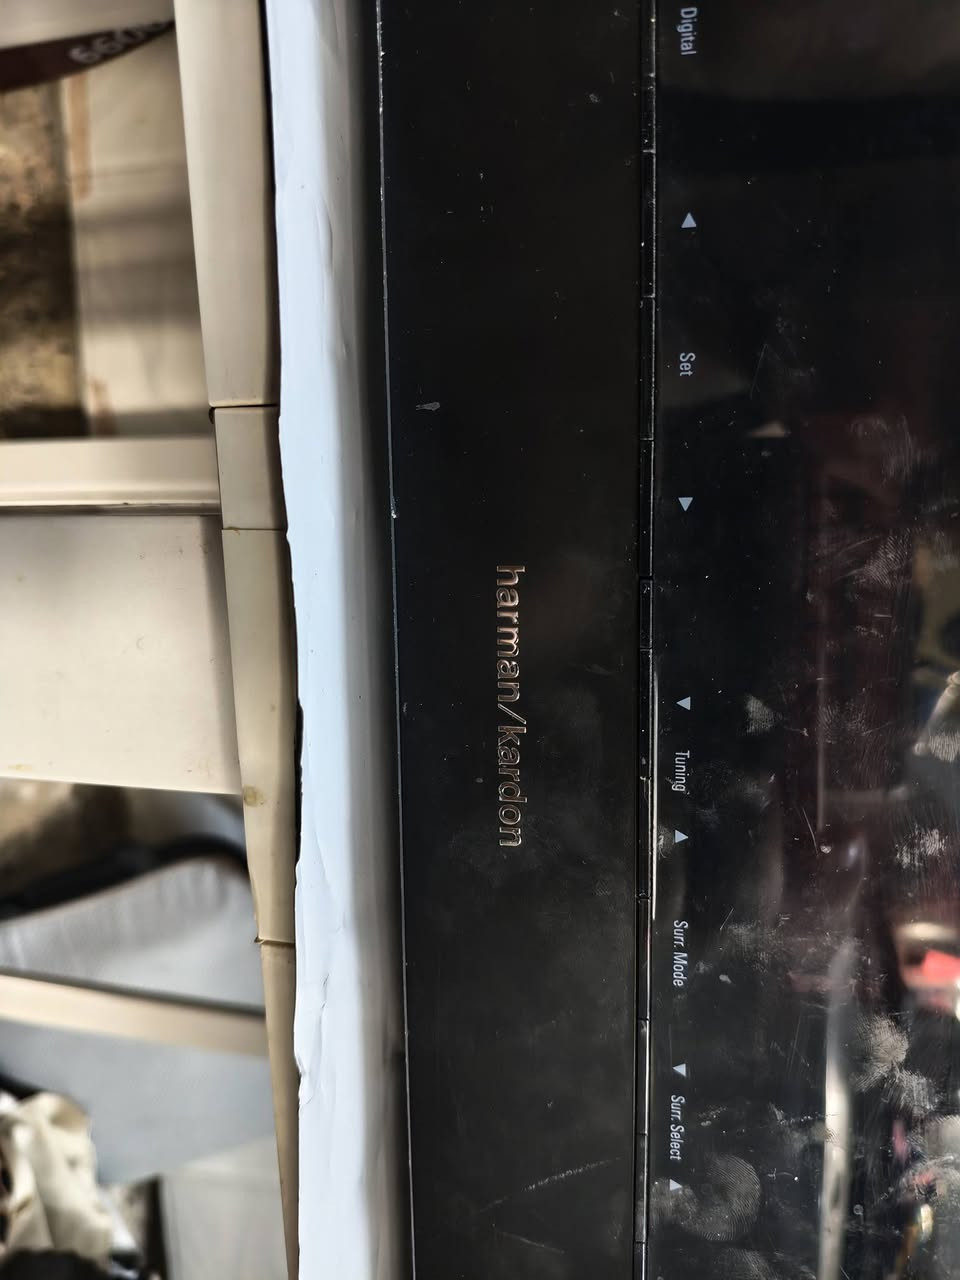 Digital
▲
Set
▼
▼
Tuning
▲
Surr. Mode
▼
Surr. Select
▲
harman/kardon